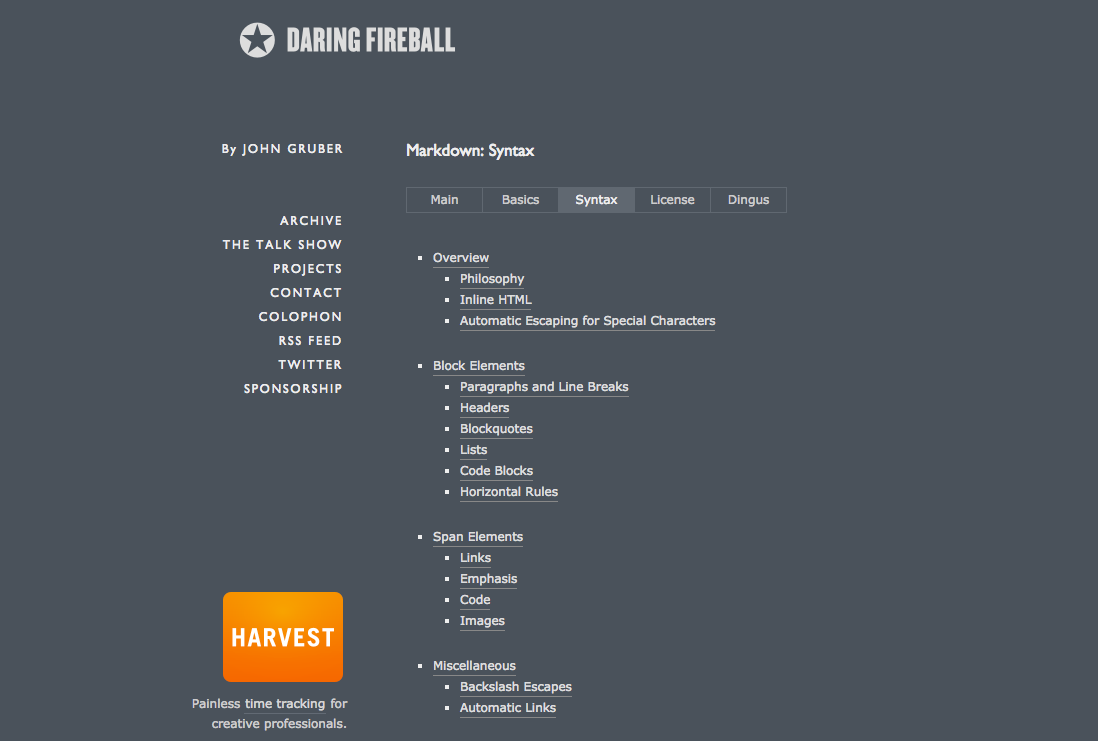 DARING FIREBALL
By JOHN GRUBER
ARCHIVE
THE TALK SHOW
PROJECTS
CONTACT
COLOPHON
RSS FEED
TWITTER
SPONSORSHIP
HARVEST
Painless time tracking for
creative professionals.
Markdown: Syntax
Main Basics Syntax License Dingus
Overview
Philosophy
Inline HTML
Automatic Escaping for Special Characters
Block Elements
Paragraphs and Line Breaks
Headers
Blockquotes
Lists
Code Blocks
Horizontal Rules
Span Elements
Links
Emphasis
Code
Images
Miscellaneous
Backslash Escapes
Automatic Links